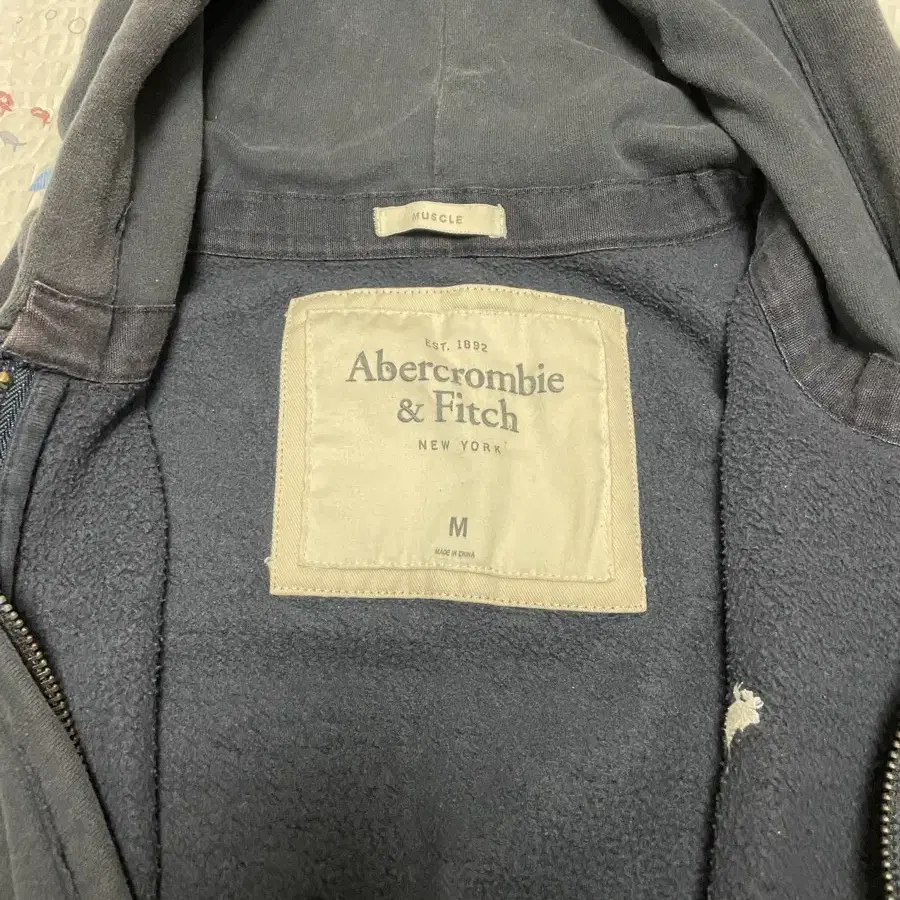 MUSCLE
EST. 1892
Abercrombie
& Fitch
NEW YORK
M
MADE IN CHINA